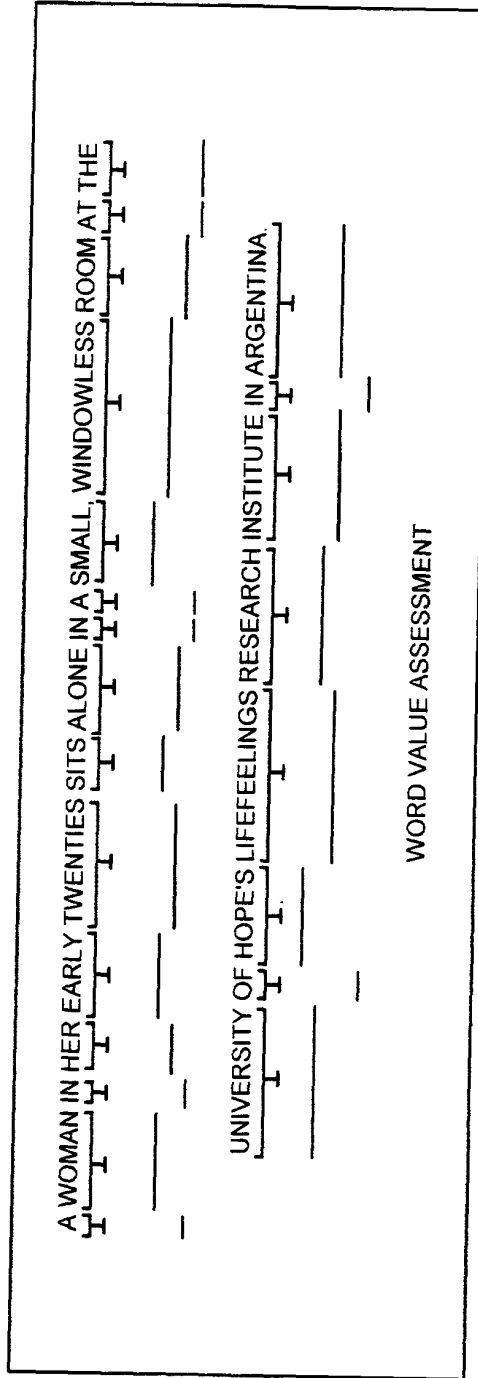 A WOMAN IN HER EARLY TWENTIES SITS ALONE IN A SMALL, WINDOWLESS ROOM AT THE
UNIVERSITY OF HOPE'S LIFEFEELINGS RESEARCH INSTITUTE IN ARGENTINA.
WORD VALUE ASSESSMENT